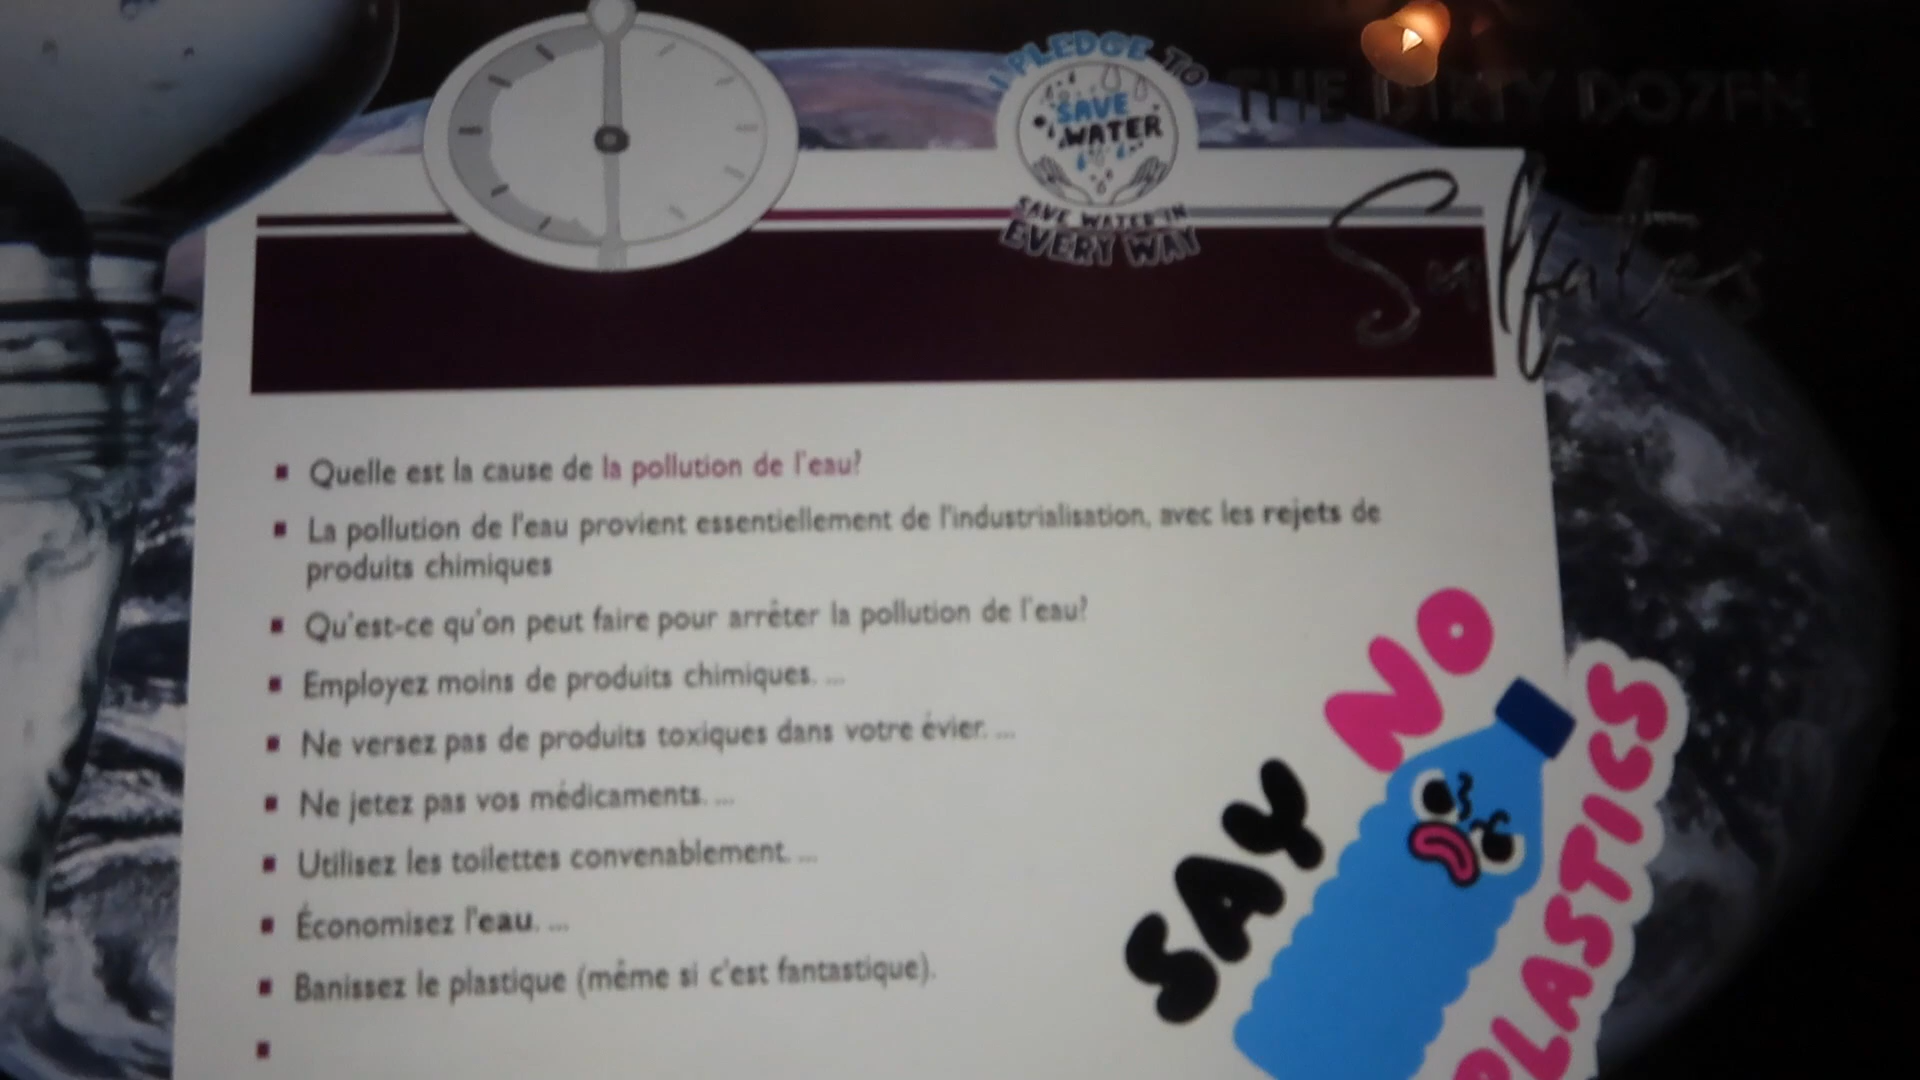 I PLEDGE TO
SAVE
WATER
SAVE WATER IN
EVERY WAY
THE
Sulfates
Quelle est la cause de la pollution de l'eau?
La pollution de l'eau provient essentiellement de l'industrialisation, avec les rejets de
produits chimiques
Qu'est-ce qu'on peut faire pour arrêter la pollution de l'eau?
Employez moins de produits chimiques. ...
Ne versez pas de produits toxiques dans votre évier. ...
Ne jetez pas vos médicaments. ...
Utilisez les toilettes convenablement. ...
Économisez l'eau. ...
Banissez le plastique (même si c'est fantastique).
SAY NO
PLASTICS